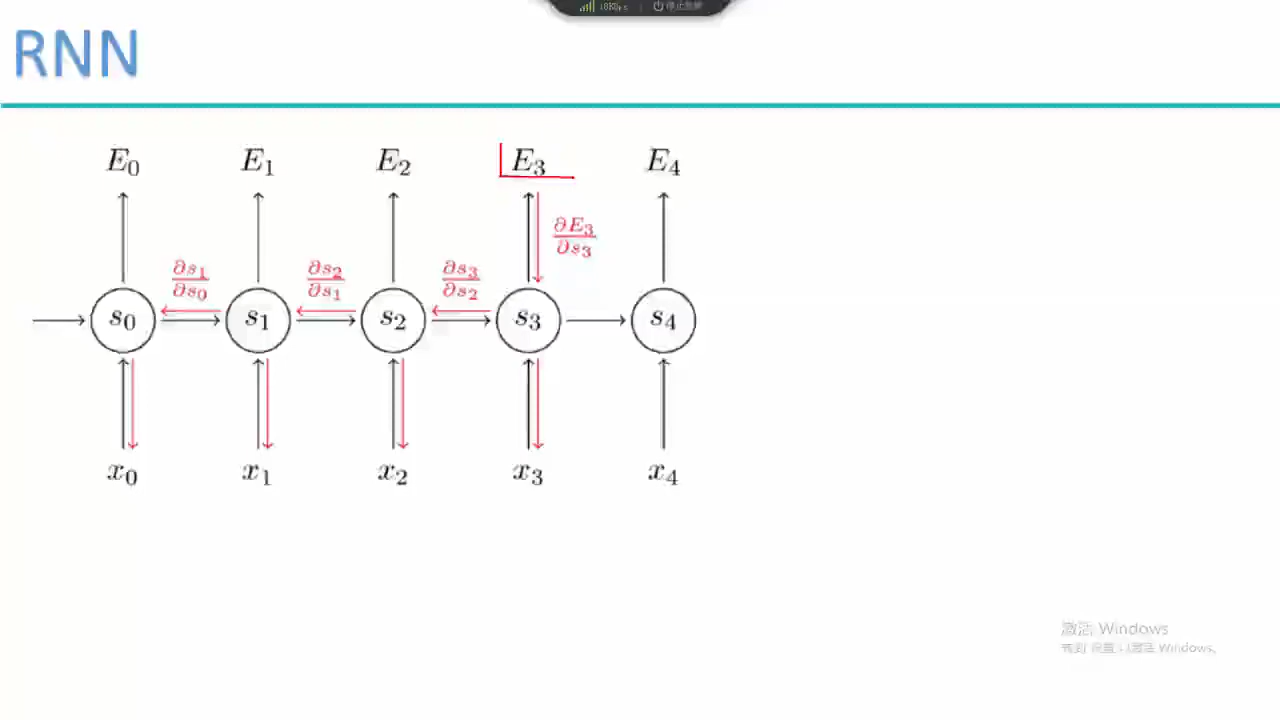 RNN
E₀ E₁ E₂ E₃ E₄
∂E₃/∂s₃
∂s₁/∂s₀ ∂s₂/∂s₁ ∂s₃/∂s₂
s₀ s₁ s₂ s₃ s₄
x₀ x₁ x₂ x₃ x₄
激活 Windows
Windows。